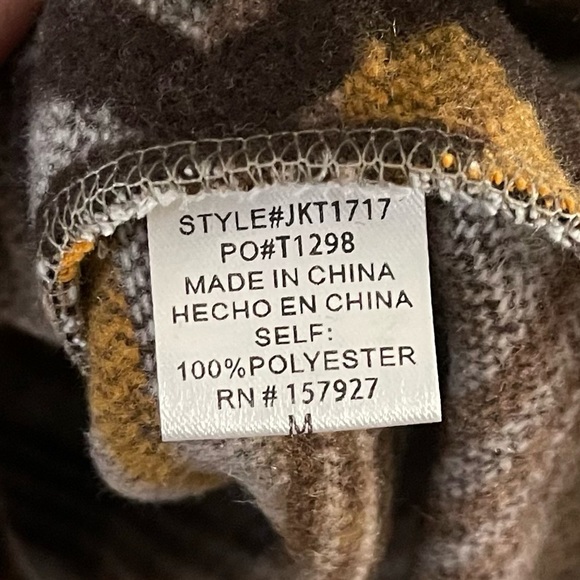 STYLE#JKT1717
PO#T1298
MADE IN CHINA
HECHO EN CHINA
SELF:
100%POLYESTER
RN # 157927
M